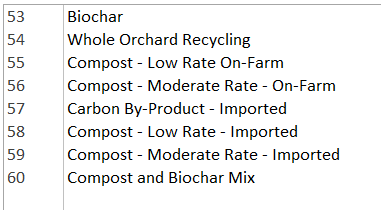 53 Biochar
54 Whole Orchard Recycling
55 Compost - Low Rate On-Farm
56 Compost - Moderate Rate - On-Farm
57 Carbon By-Product - Imported
58 Compost - Low Rate - Imported
59 Compost - Moderate Rate - Imported
60 Compost and Biochar Mix